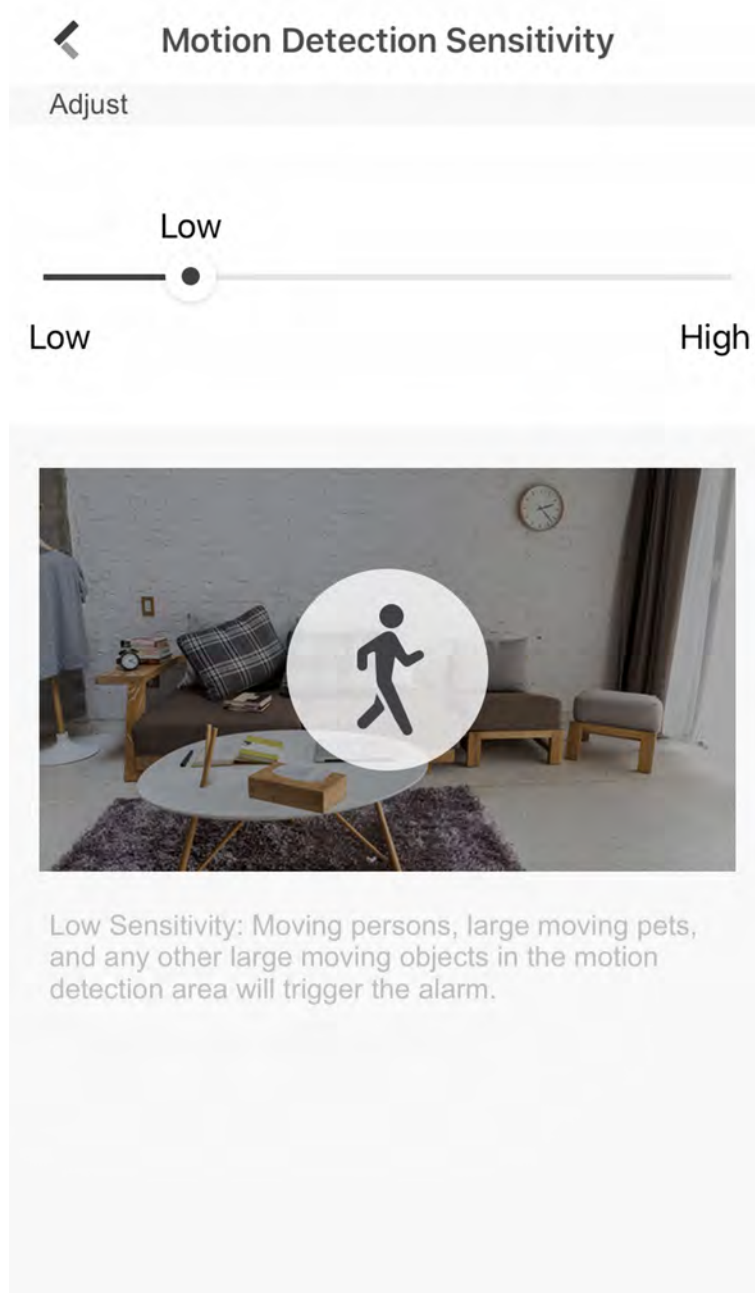 Motion Detection Sensitivity
Adjust
Low
Low High
Low Sensitivity: Moving persons, large moving pets,
and any other large moving objects in the motion
detection area will trigger the alarm.